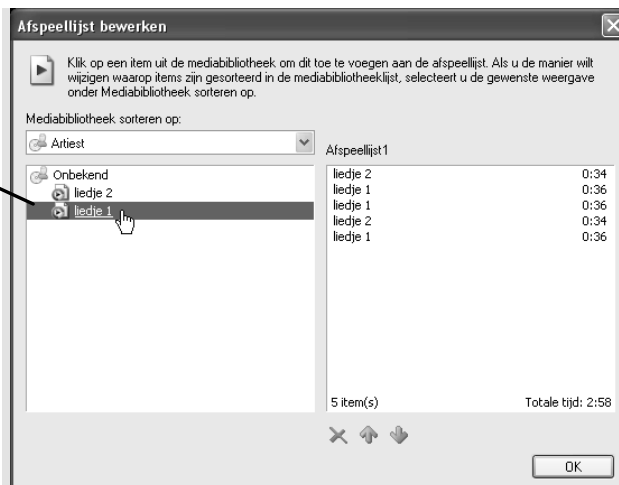 Afspeellijst bewerken
Klik op een item uit de mediabibliotheek om dit toe te voegen aan de afspeellijst. Als u de manier wilt
wijzigen waarop items zijn gesorteerd in de mediabibliotheeklijst, selecteert u de gewenste weergave
onder Mediabibliotheek sorteren op.
Mediabibliotheek sorteren op:
Artiest
Onbekend
liedje 2
liedje 1
Afspeellijst1
liedje 2 0:34
liedje 1 0:36
liedje 1 0:36
liedje 2 0:34
liedje 1 0:36
5 item(s) Totale tijd: 2:58
OK